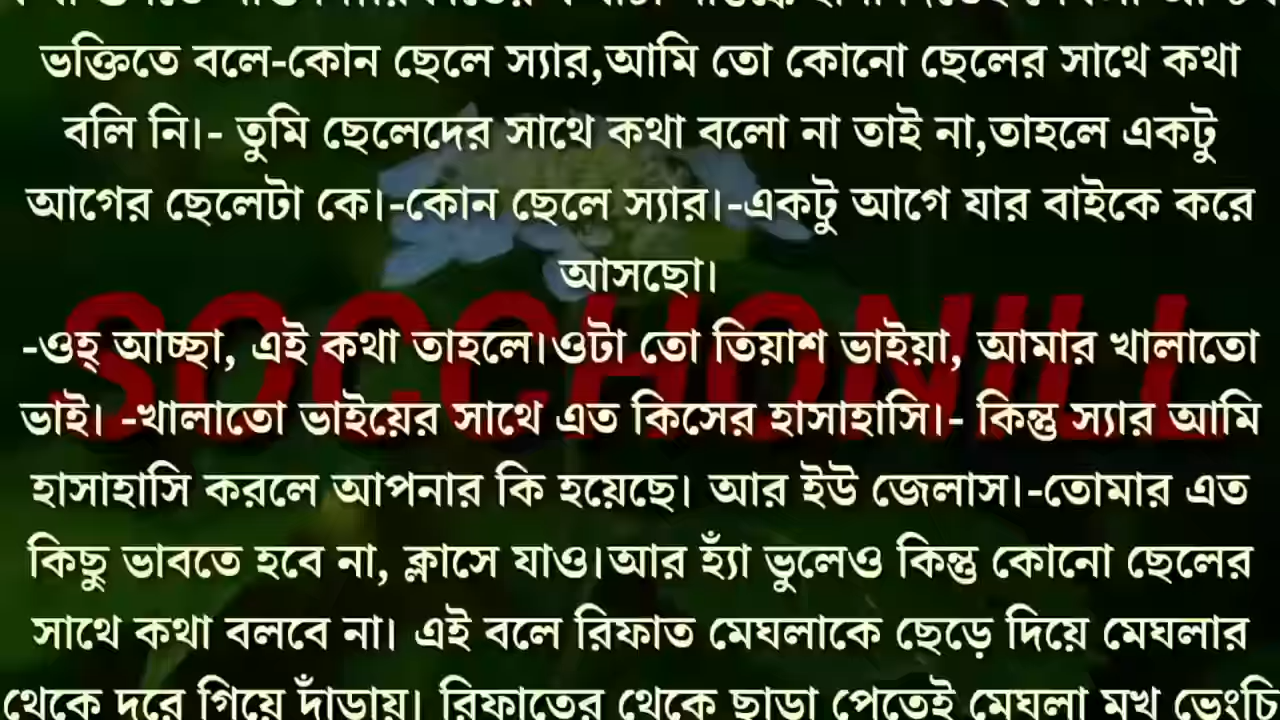 ভক্তিতে বলে-কোন ছেলে স্যার,আমি তো কোনো ছেলের সাথে কথা
বলি নি।- তুমি ছেলেদের সাথে কথা বলো না তাই না,তাহলে একটু
আগের ছেলেটা কে।-কোন ছেলে স্যার।-একটু আগে যার বাইকে করে
আসছো।
SOCCHONILL
-ওহ্ আচ্ছা, এই কথা তাহলে।ওটা তো তিয়াশ ভাইয়া, আমার খালাতো
ভাই। -খালাতো ভাইয়ের সাথে এত কিসের হাসাহাসি।- কিন্তু স্যার আমি
হাসাহাসি করলে আপনার কি হয়েছে। আর ইউ জেলাস।-তোমার এত
কিছু ভাবতে হবে না, ক্লাসে যাও।আর হ্যাঁ ভুলেও কিন্তু কোনো ছেলের
সাথে কথা বলবে না। এই বলে রিফাত মেঘলাকে ছেড়ে দিয়ে মেঘলার
থেকে দূরে গিয়ে দাঁড়ায়। রিফাতের থেকে ছাড়া পেতেই মেঘলা মুখ ভেংচি